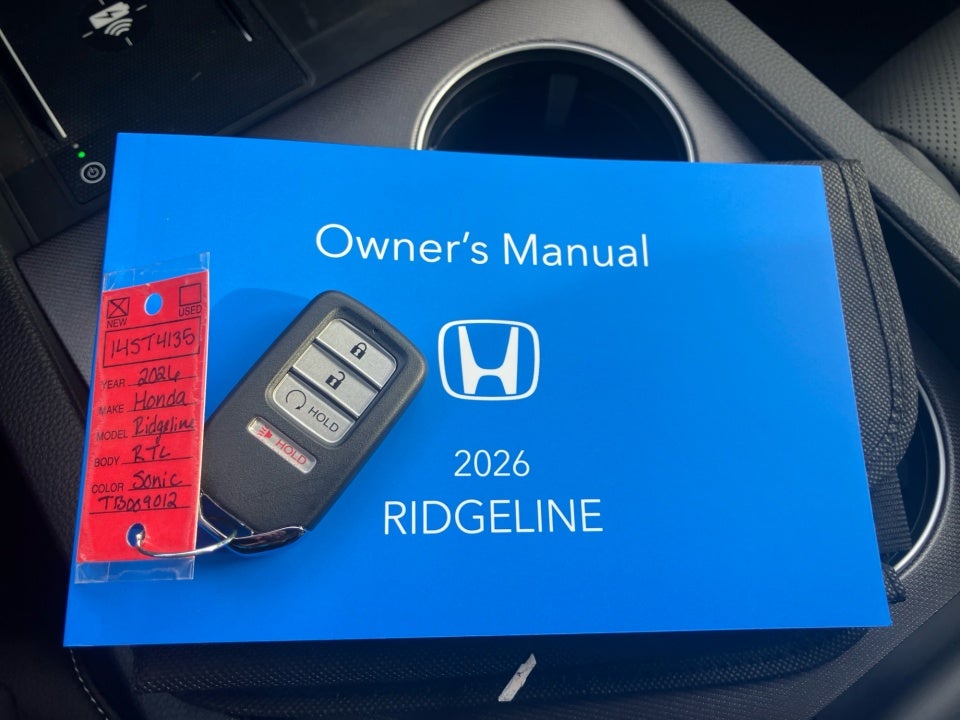 Owner's Manual
2026
RIDGELINE
NEW
USED
14ST4135
YEAR 2026
MAKE Honda
MODEL Ridgeline
BODY RTL
COLOR Sonic
TB009012
HOLD
HOLD